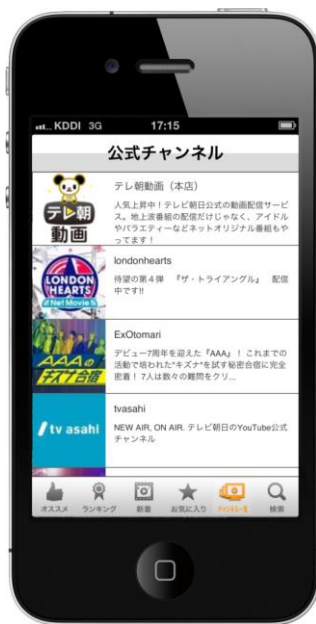 KDDI 3G 17:15
公式チャンネル
テレ朝
動画
テレ朝動画（本店）
人気上昇中！テレビ朝日公式の動画配信サービ
ス。地上波番組の配信だけじゃなく、アイドル
やバラエティーなどネットオリジナル番組もや
ってます！
LONDON
HEARTS
Net Movie
londonhearts
待望の第４弾 『ザ・トライアングル』 配信
中です!!
AAAの
キズナ合宿
ExOtomari
デビュー7周年を迎えた『AAA』！ これまでの
活動で培われた"キズナ"を試す秘密合宿に完全
密着！ 7人は数々の難問をクリ...
/ tv asahi
tvasahi
NEW AIR, ON AIR. テレビ朝日のYouTube公式
チャンネル
オススメ ランキング 新着 お気に入り チャンネル一覧 検索